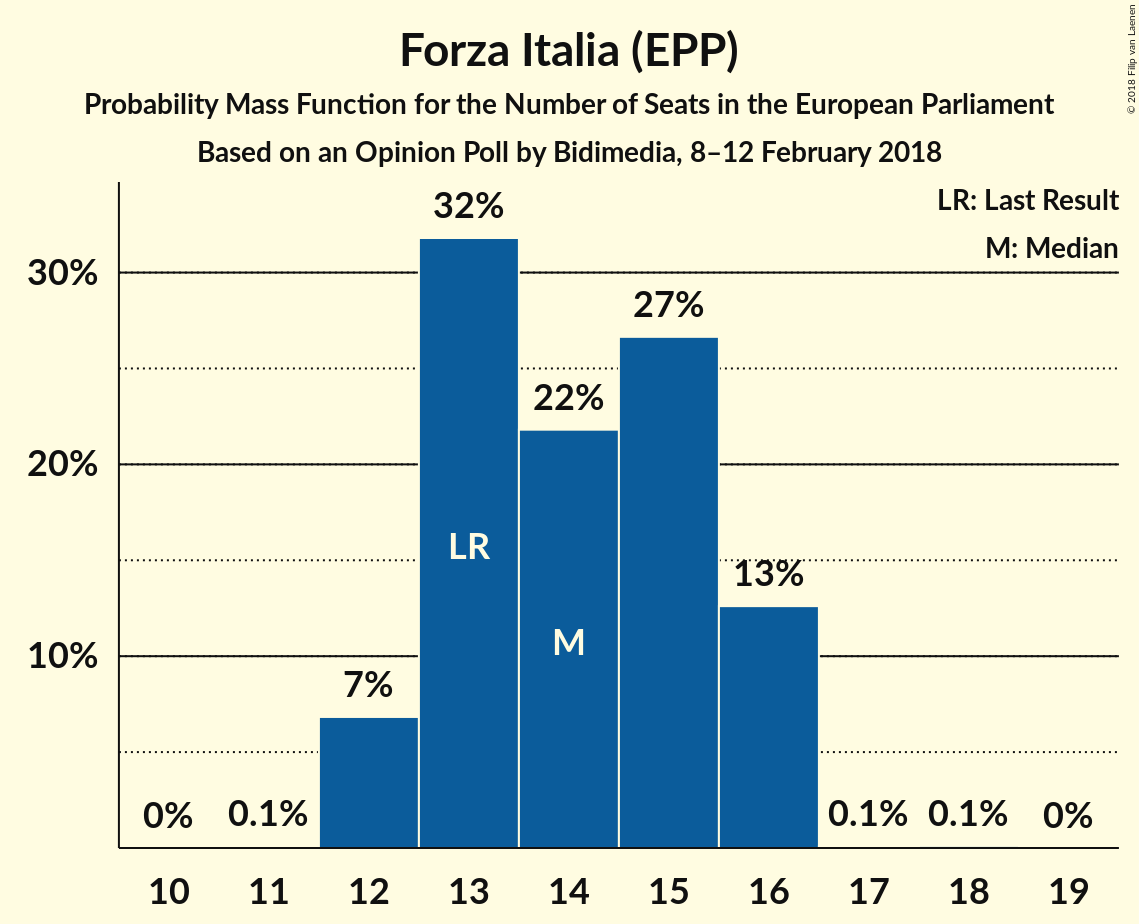 Forza Italia (EPP)
Probability Mass Function for the Number of Seats in the European Parliament
Based on an Opinion Poll by Bidimedia, 8–12 February 2018
© 2018 Filip van Laenen
LR: Last Result
M: Median
30%
20%
10%
0%
0.1%
7%
32%
22%
27%
13%
0.1%
0.1%
0%
LR
M
10 11 12 13 14 15 16 17 18 19